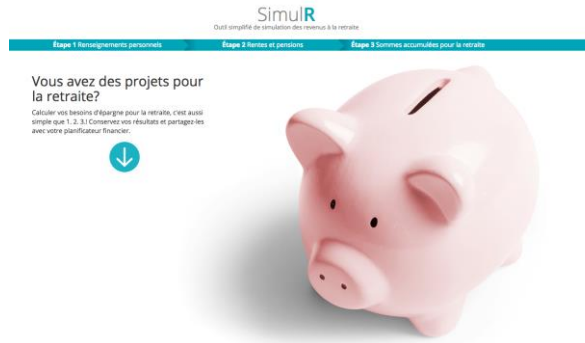 SimulR
Outil simplifié de simulation des revenus à la retraite
Étape 1 Renseignements personnels
Étape 2 Rentes et pensions
Étape 3 Sommes accumulées pour la retraite
Vous avez des projets pour
la retraite?
Calculer vos besoins d'épargne pour la retraite, c'est aussi
simple que 1. 2. 3.! Conservez vos résultats et partagez-les
avec votre planificateur financier.